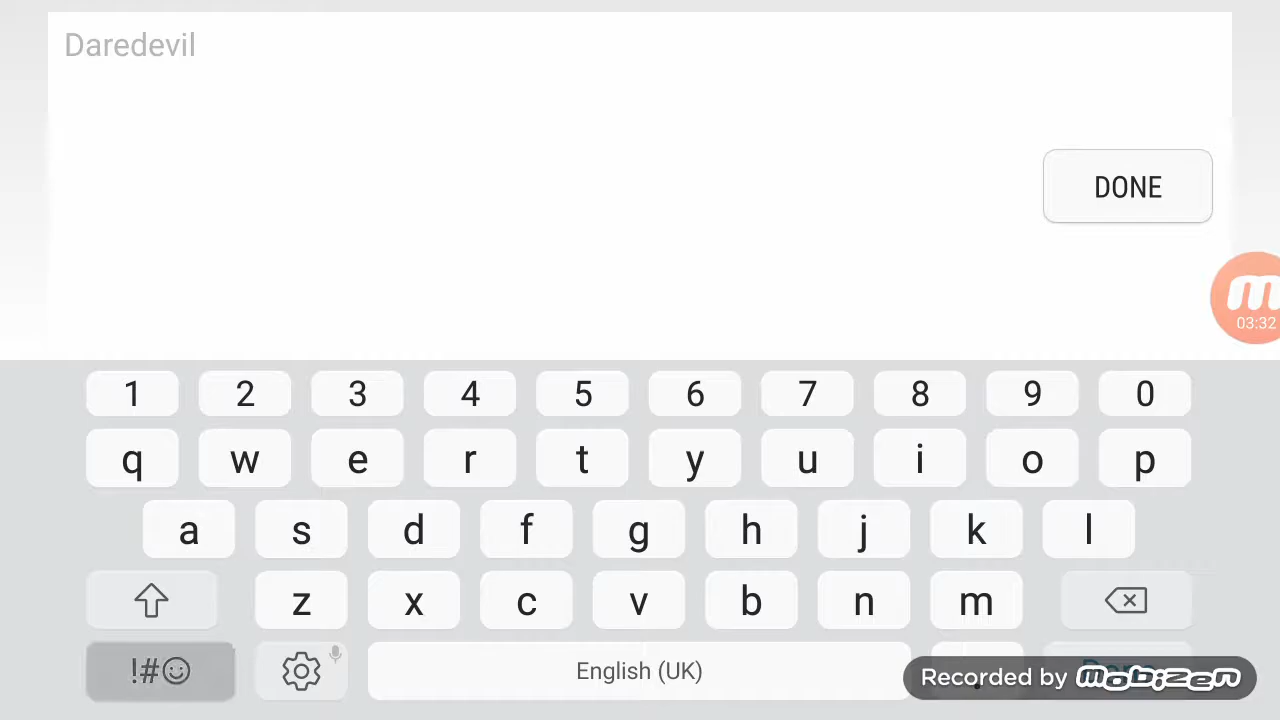 Daredevil
DONE
03:32
1 2 3 4 5 6 7 8 9 0
q w e r t y u i o p
a s d f g h j k l
z x c v b n m
!#☺ English (UK) .
Recorded by mobizen